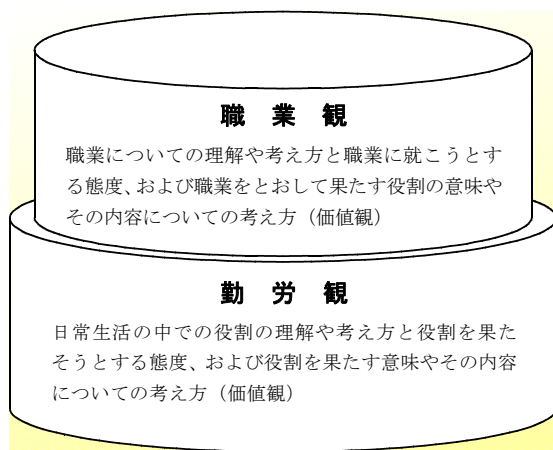 職 業 観
職業についての理解や考え方と職業に就こうとす
る態度、および職業をとおして果たす役割の意味や
その内容についての考え方（価値観）
勤 労 観
日常生活の中での役割の理解や考え方と役割を果た
そうとする態度、および役割を果たす意味やその内容
についての考え方（価値観）